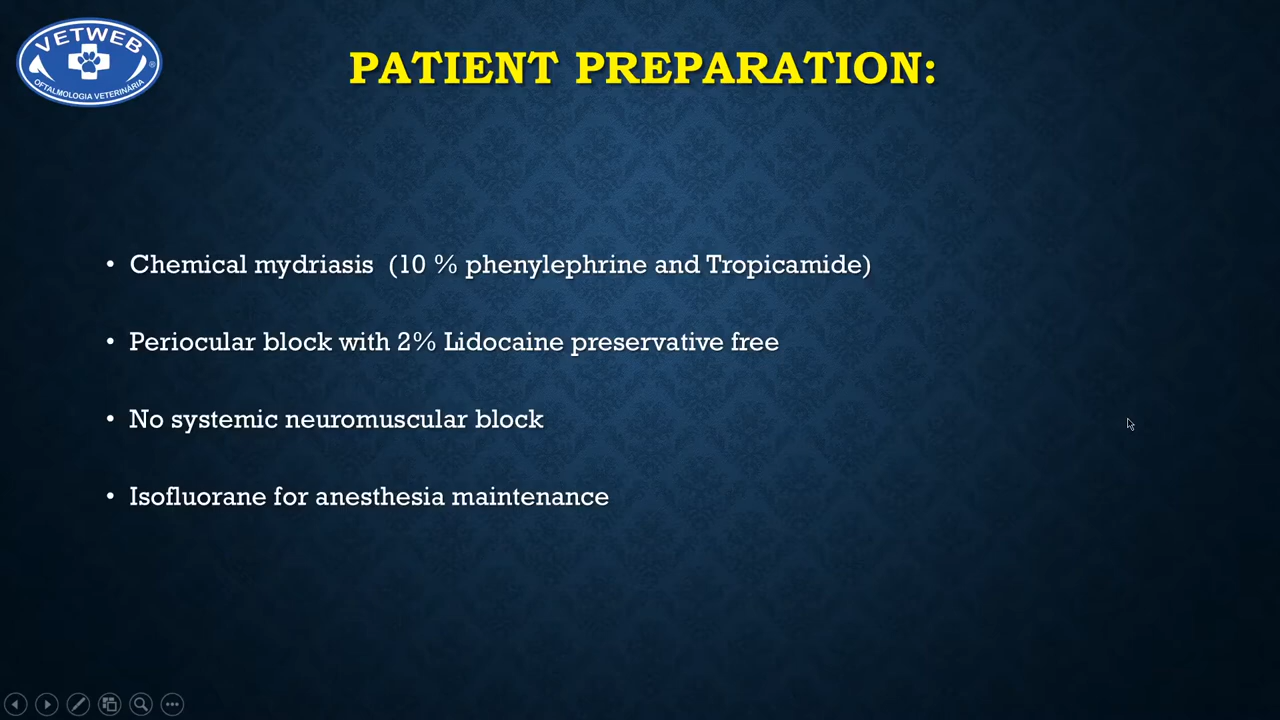 VETWEB
®
OFTALMOLOGIA VETERINÁRIA
PATIENT PREPARATION:
• Chemical mydriasis (10 % phenylephrine and Tropicamide)
• Periocular block with 2% Lidocaine preservative free
• No systemic neuromuscular block
• Isofluorane for anesthesia maintenance